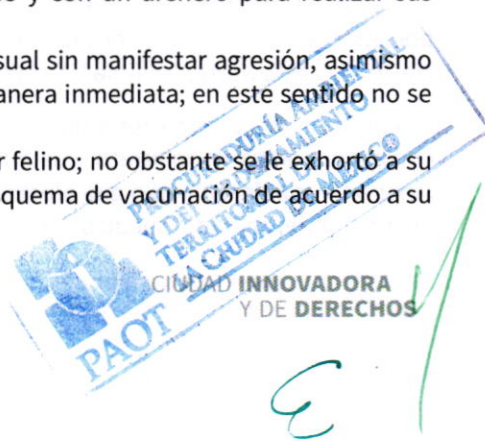 y con un arenero para realizar sus
sual sin manifestar agresión, asimismo
anera inmediata; en este sentido no se
r felino; no obstante se le exhortó a su
quema de vacunación de acuerdo a su
PROCURADURÍA AMBIENTAL
Y DEL ORDENAMIENTO
TERRITORIAL DE
LA CIUDAD DE MÉXICO
PAOT
CIUDAD INNOVADORA
Y DE DERECHOS